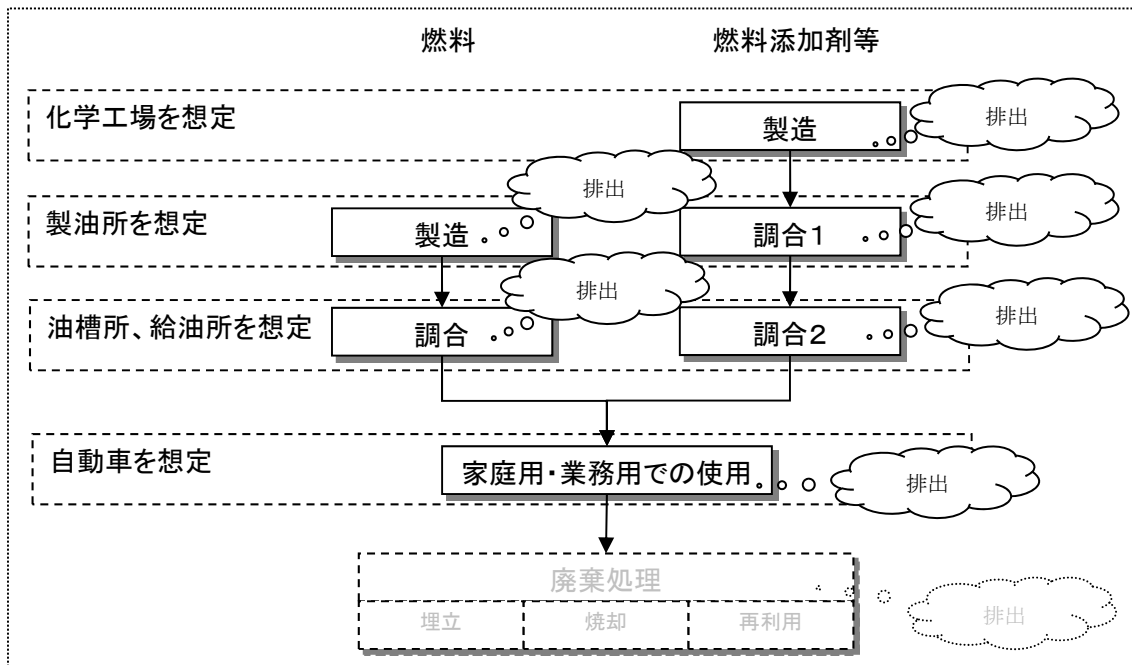 燃料
燃料添加剤等
化学工場を想定
製造
排出
製油所を想定
製造
排出
調合１
排出
油槽所、給油所を想定
調合
排出
調合２
排出
自動車を想定
家庭用・業務用での使用
排出
廃棄処理
埋立
焼却
再利用
排出